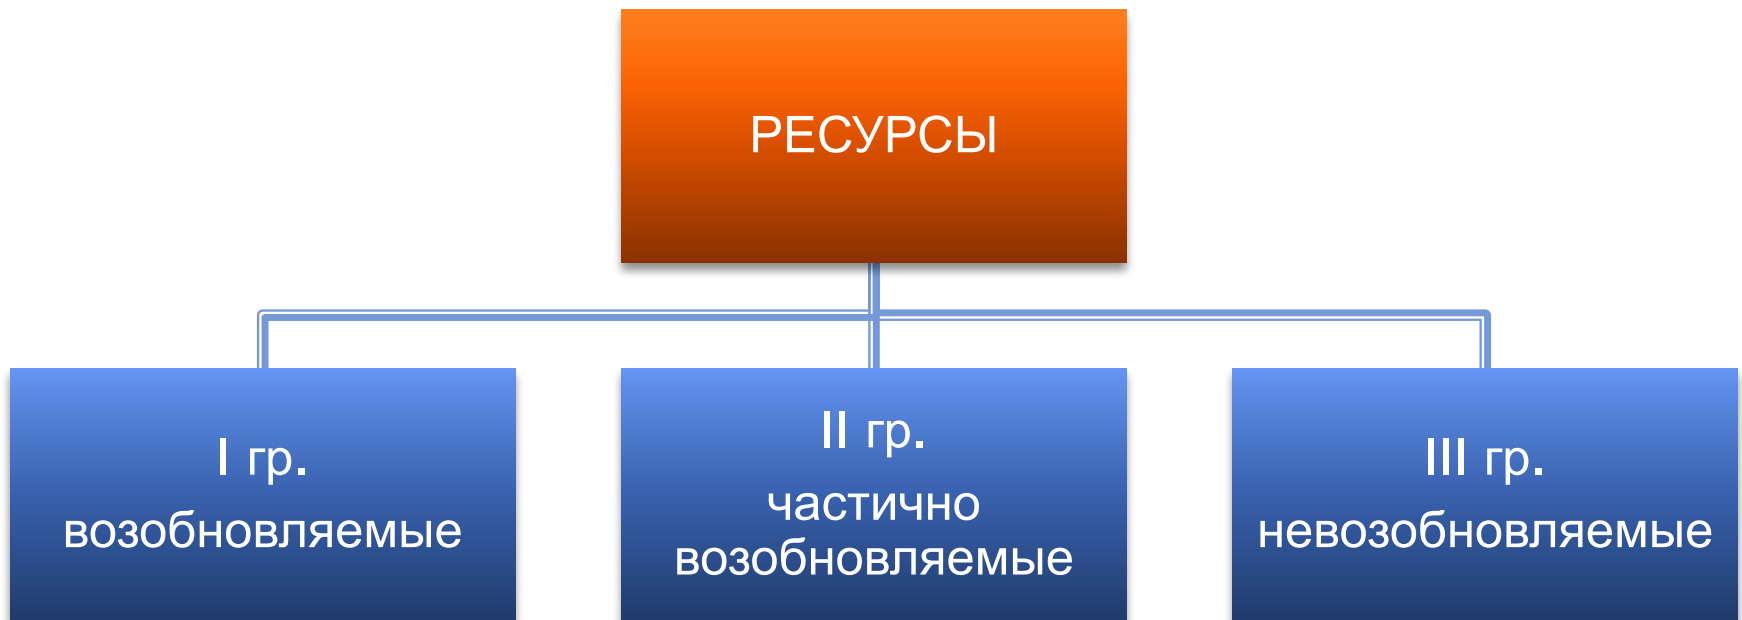 РЕСУРСЫ
I гр.
возобновляемые
II гр.
частично
возобновляемые
III гр.
невозобновляемые